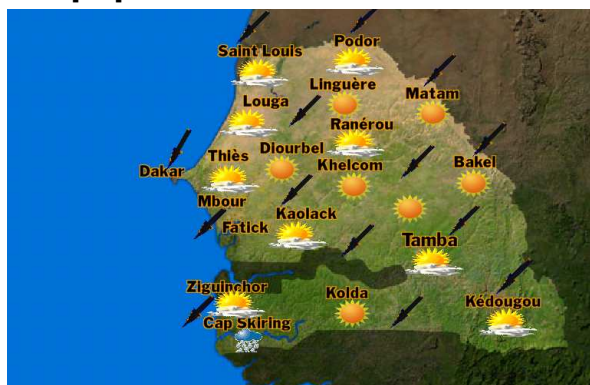 Saint Louis
Podor
Linguère
Matam
Louga
Ranérou
Diourbel
Thiès
Khelcom
Bakel
Dakar
Mbour
Kaolack
Fatick
Tamba
Ziguinchor
Kolda
Kédougou
Cap Skiring